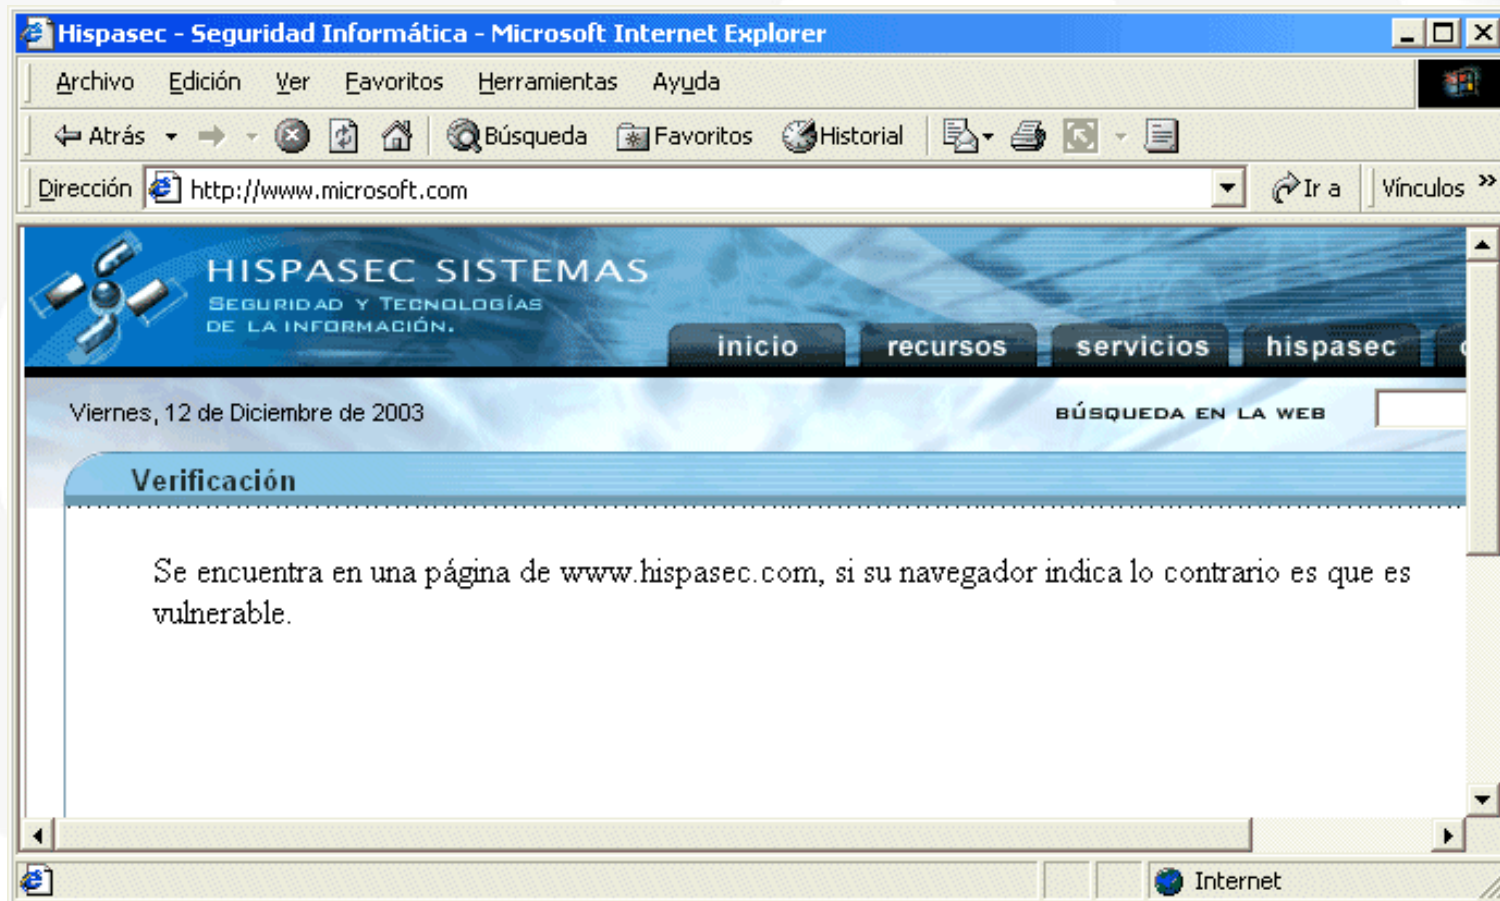 Hispasec - Seguridad Informática - Microsoft Internet Explorer
Archivo Edición Ver Favoritos Herramientas Ayuda
Atrás Búsqueda Favoritos Historial
Dirección http://www.microsoft.com Ir a Vínculos »
HISPASEC SISTEMAS
SEGURIDAD Y TECNOLOGÍAS
DE LA INFORMACIÓN.
inicio recursos servicios hispasec
Viernes, 12 de Diciembre de 2003 BÚSQUEDA EN LA WEB
Verificación
Se encuentra en una página de www.hispasec.com, si su navegador indica lo contrario es que es
vulnerable.
Internet